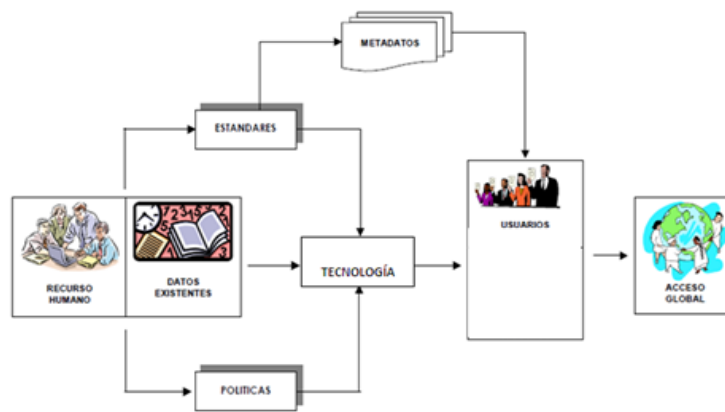 METADATOS
ESTANDARES
USUARIOS
RECURSO
HUMANO
DATOS
EXISTENTES
TECNOLOGÍA
ACCESO
GLOBAL
POLITICAS